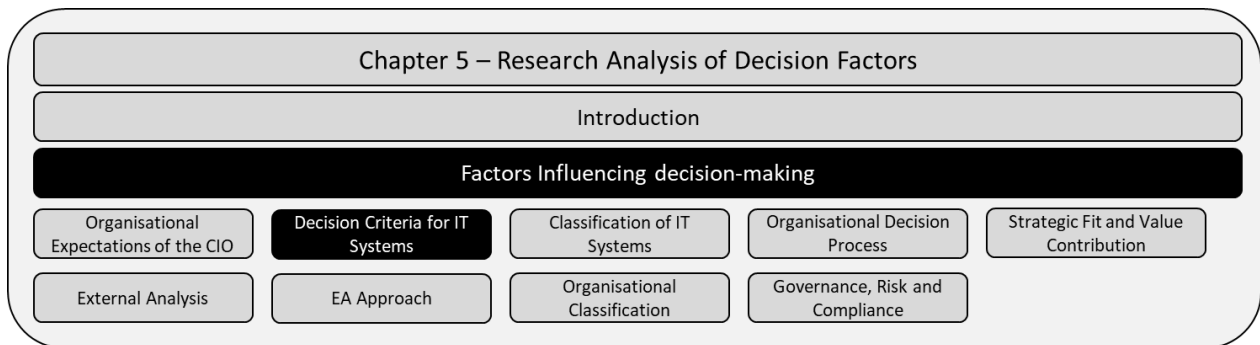 Chapter 5 – Research Analysis of Decision Factors
Introduction
Factors Influencing decision-making
Organisational
Expectations of the CIO
Decision Criteria for IT
Systems
Classification of IT
Systems
Organisational Decision
Process
Strategic Fit and Value
Contribution
External Analysis
EA Approach
Organisational
Classification
Governance, Risk and
Compliance